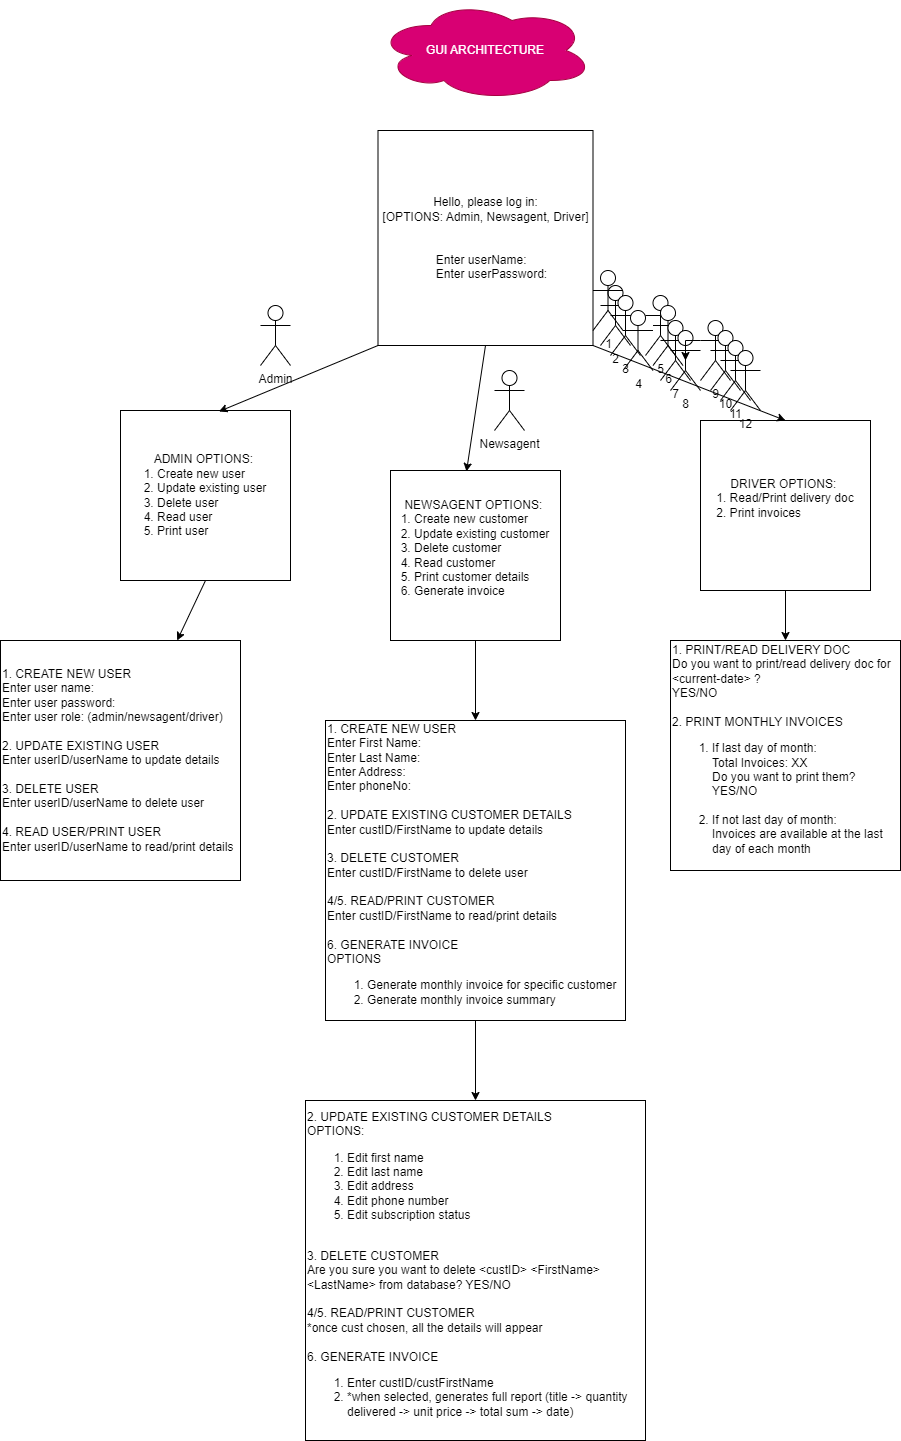 GUI ARCHITECTURE
Hello, please log in:
[OPTIONS: Admin, Newsagent, Driver]
Enter userName:
Enter userPassword:
Admin
Newsagent
1
2
3
4
5
6
7
8
9
10
11
12
ADMIN OPTIONS:
1. Create new user
2. Update existing user
3. Delete user
4. Read user
5. Print user
NEWSAGENT OPTIONS:
1. Create new customer
2. Update existing customer
3. Delete customer
4. Read customer
5. Print customer details
6. Generate invoice
DRIVER OPTIONS:
1. Read/Print delivery doc
2. Print invoices
1. CREATE NEW USER
Enter user name:
Enter user password:
Enter user role: (admin/newsagent/driver)
2. UPDATE EXISTING USER
Enter userID/userName to update details
3. DELETE USER
Enter userID/userName to delete user
4. READ USER/PRINT USER
Enter userID/userName to read/print details
1. CREATE NEW USER
Enter First Name:
Enter Last Name:
Enter Address:
Enter phoneNo:
2. UPDATE EXISTING CUSTOMER DETAILS
Enter custID/FirstName to update details
3. DELETE CUSTOMER
Enter custID/FirstName to delete user
4/5. READ/PRINT CUSTOMER
Enter custID/FirstName to read/print details
6. GENERATE INVOICE
OPTIONS
1. Generate monthly invoice for specific customer
2. Generate monthly invoice summary
1. PRINT/READ DELIVERY DOC
Do you want to print/read delivery doc for
<current-date> ?
YES/NO
2. PRINT MONTHLY INVOICES
1. If last day of month:
Total Invoices: XX
Do you want to print them?
YES/NO
2. If not last day of month:
Invoices are available at the last
day of each month
2. UPDATE EXISTING CUSTOMER DETAILS
OPTIONS:
1. Edit first name
2. Edit last name
3. Edit address
4. Edit phone number
5. Edit subscription status
3. DELETE CUSTOMER
Are you sure you want to delete <custID> <FirstName>
<LastName> from database? YES/NO
4/5. READ/PRINT CUSTOMER
*once cust chosen, all the details will appear
6. GENERATE INVOICE
1. Enter custID/custFirstName
2. *when selected, generates full report (title -> quantity
delivered -> unit price -> total sum -> date)